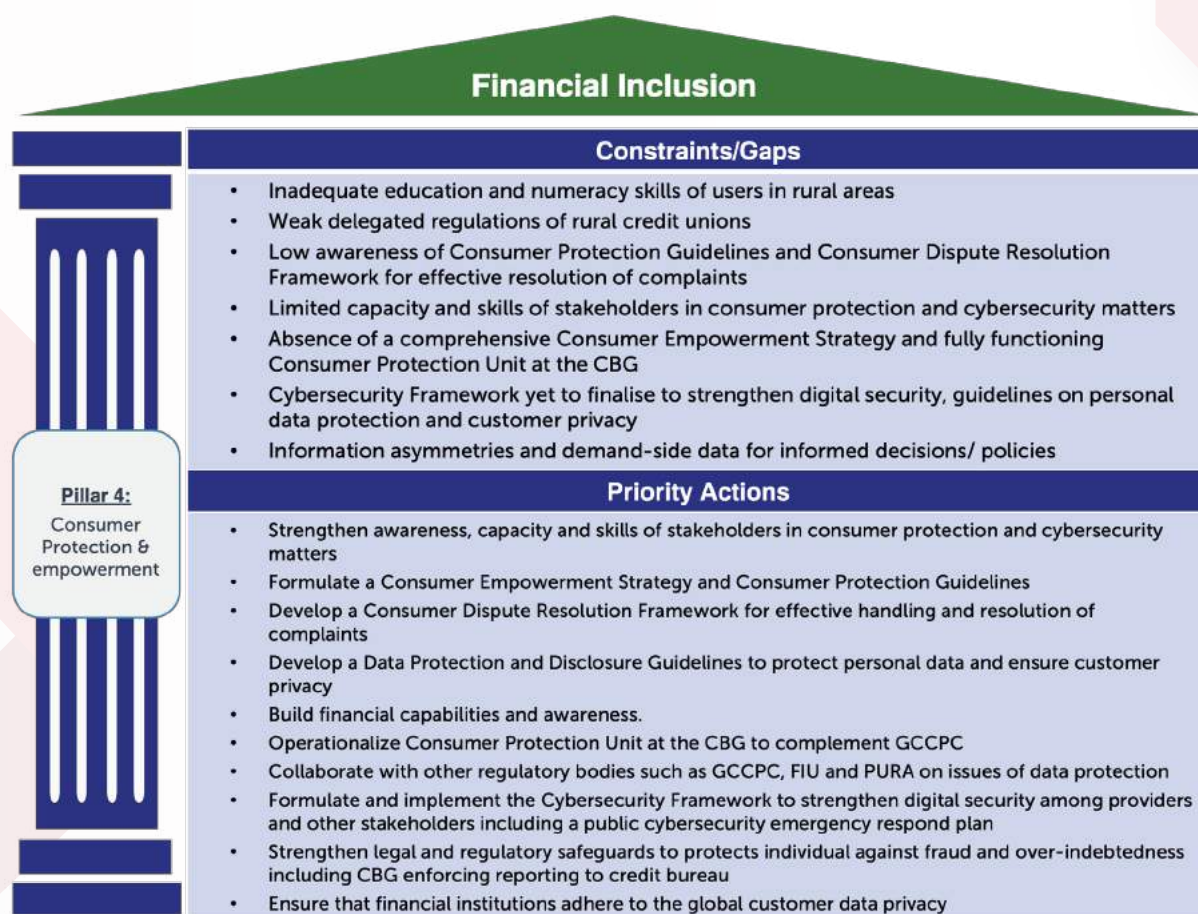 Financial Inclusion
Constraints/Gaps
• Inadequate education and numeracy skills of users in rural areas
• Weak delegated regulations of rural credit unions
• Low awareness of Consumer Protection Guidelines and Consumer Dispute Resolution
Framework for effective resolution of complaints
• Limited capacity and skills of stakeholders in consumer protection and cybersecurity matters
• Absence of a comprehensive Consumer Empowerment Strategy and fully functioning
Consumer Protection Unit at the CBG
• Cybersecurity Framework yet to finalise to strengthen digital security, guidelines on personal
data protection and customer privacy
• Information asymmetries and demand-side data for informed decisions/ policies
Pillar 4:
Consumer
Protection &
empowerment
Priority Actions
• Strengthen awareness, capacity and skills of stakeholders in consumer protection and cybersecurity
matters
• Formulate a Consumer Empowerment Strategy and Consumer Protection Guidelines
• Develop a Consumer Dispute Resolution Framework for effective handling and resolution of
complaints
• Develop a Data Protection and Disclosure Guidelines to protect personal data and ensure customer
privacy
• Build financial capabilities and awareness.
• Operationalize Consumer Protection Unit at the CBG to complement GCCPC
• Collaborate with other regulatory bodies such as GCCPC, FIU and PURA on issues of data protection
• Formulate and implement the Cybersecurity Framework to strengthen digital security among providers
and other stakeholders including a public cybersecurity emergency respond plan
• Strengthen legal and regulatory safeguards to protects individual against fraud and over-indebtedness
including CBG enforcing reporting to credit bureau
• Ensure that financial institutions adhere to the global customer data privacy